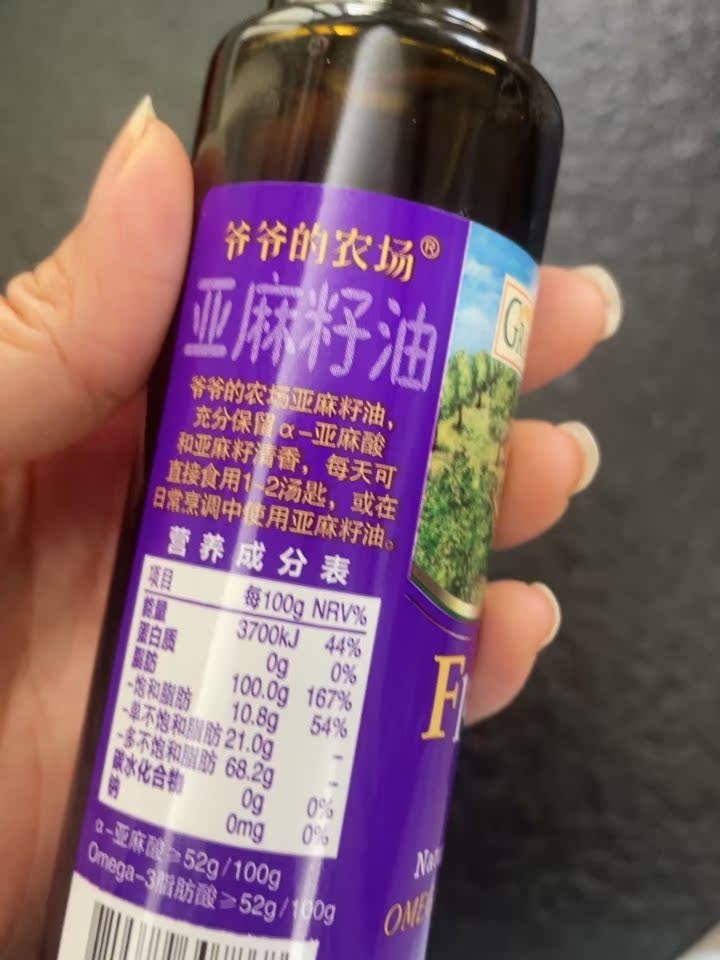 爷爷的农场®
亚麻籽油
爷爷的农场亚麻籽油,
充分保留α-亚麻酸
和亚麻籽清香,每天可
直接食用1~2汤匙,或在
日常烹调中使用亚麻籽油。
营养成分表
项目 每100g NRV%
能量 3700kJ 44%
蛋白质 0g 0%
脂肪 100.0g 167%
-饱和脂肪 10.8g 54%
-单不饱和脂肪 21.0g -
-多不饱和脂肪 68.2g -
碳水化合物 0g 0%
钠 0mg 0%
α-亚麻酸≥52g/100g
Omega-3脂肪酸≥52g/100g